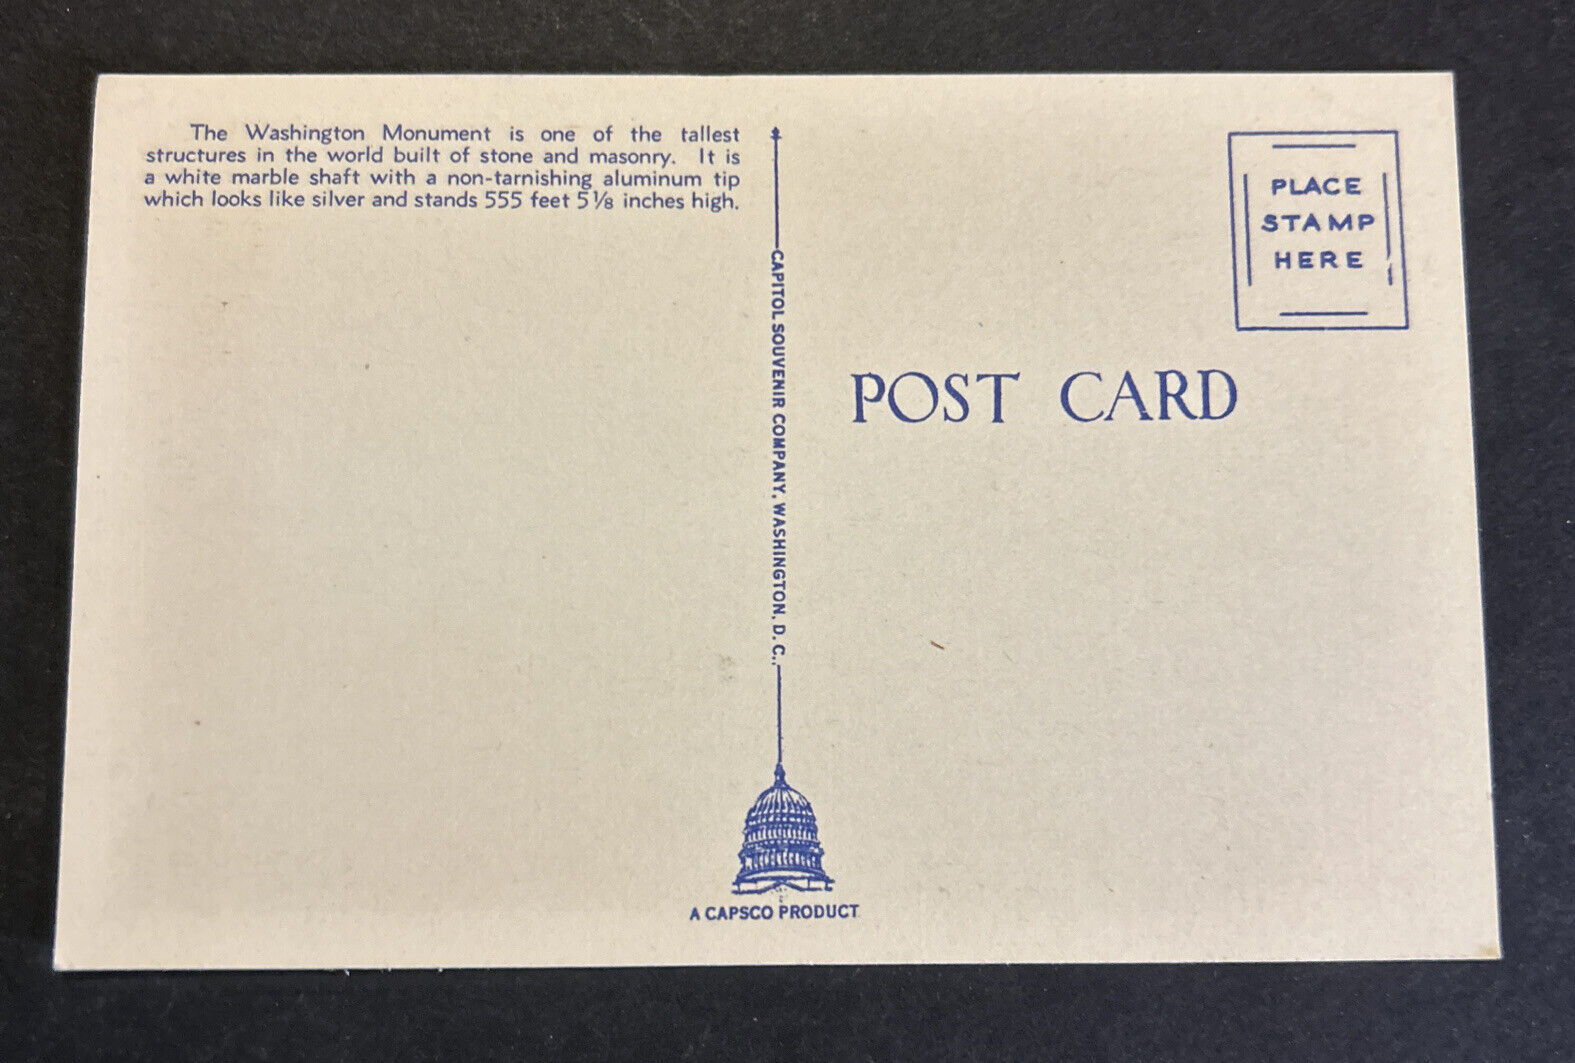 The Washington Monument is one of the tallest
structures in the world built of stone and masonry. It is
a white marble shaft with a non-tarnishing aluminum tip
which looks like silver and stands 555 feet 5⅛ inches high.
CAPITOL SOUVENIR COMPANY, WASHINGTON, D. C.,
A CAPSCO PRODUCT
PLACE
STAMP
HERE
POST CARD